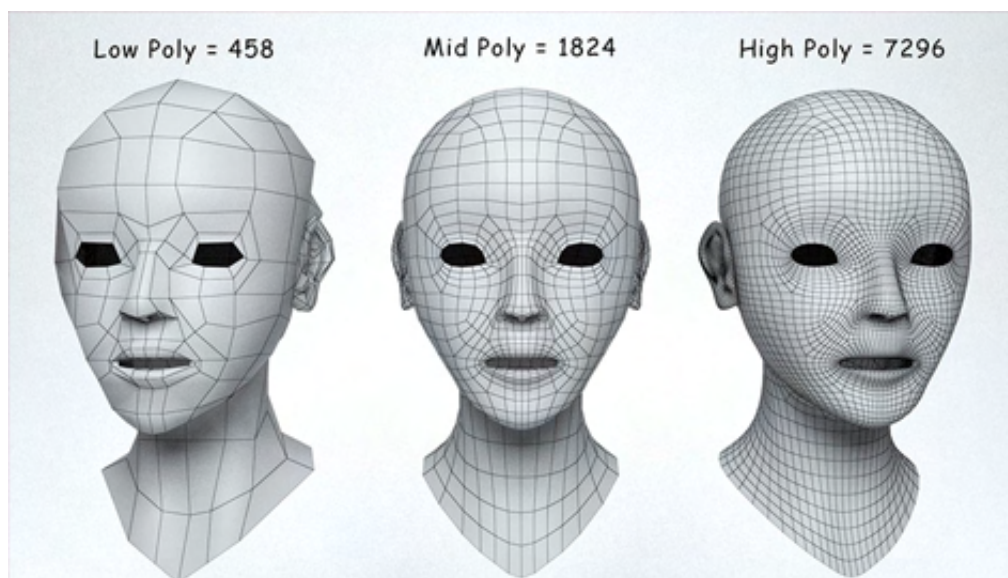 Low Poly = 458
Mid Poly = 1824
High Poly = 7296